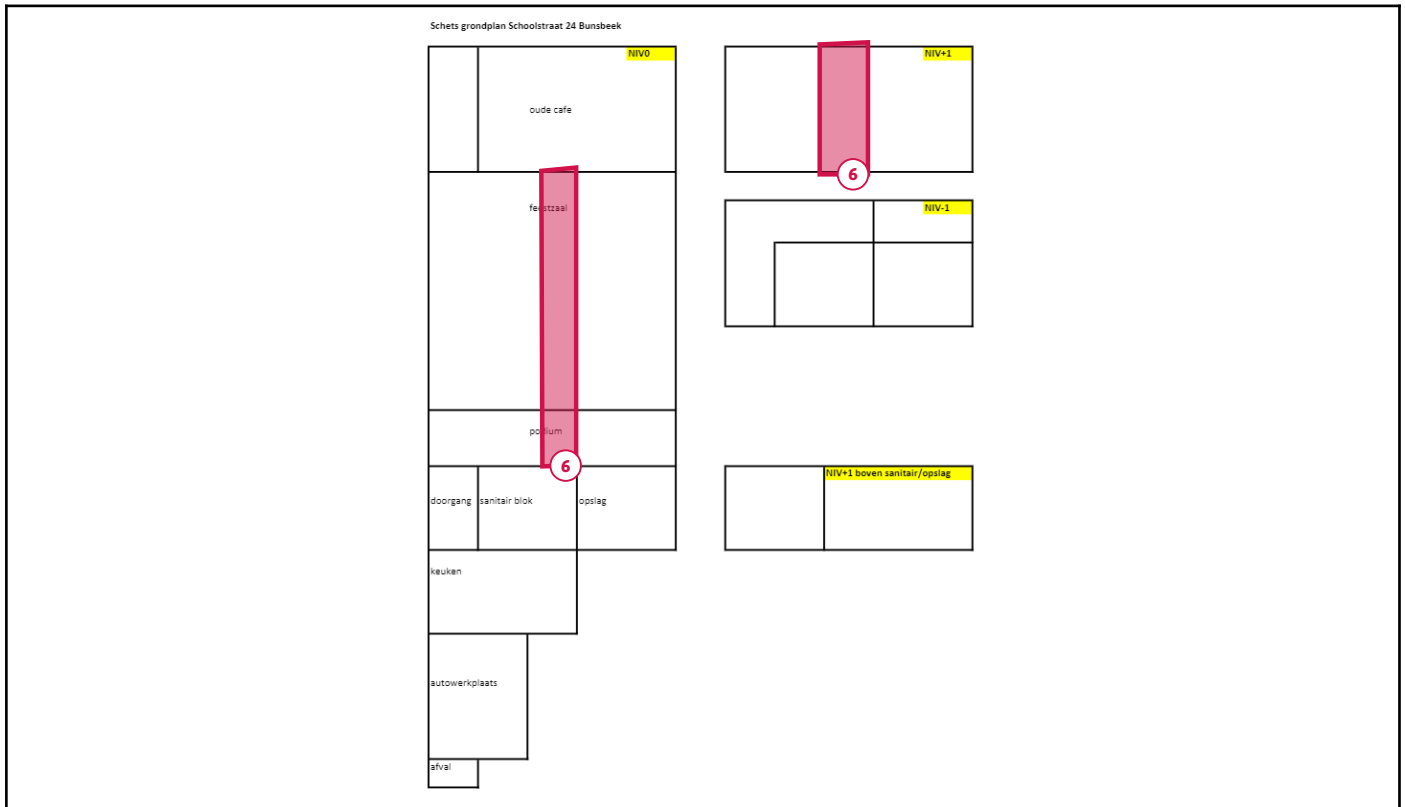 Schets grondplan Schoolstraat 24 Bunsbeek
NIV0
NIV+1
oude cafe
6
NIV-1
feestzaal
podium
6
NIV+1 boven sanitair/opslag
doorgang
sanitair blok
opslag
keuken
autowerkplaats
afval